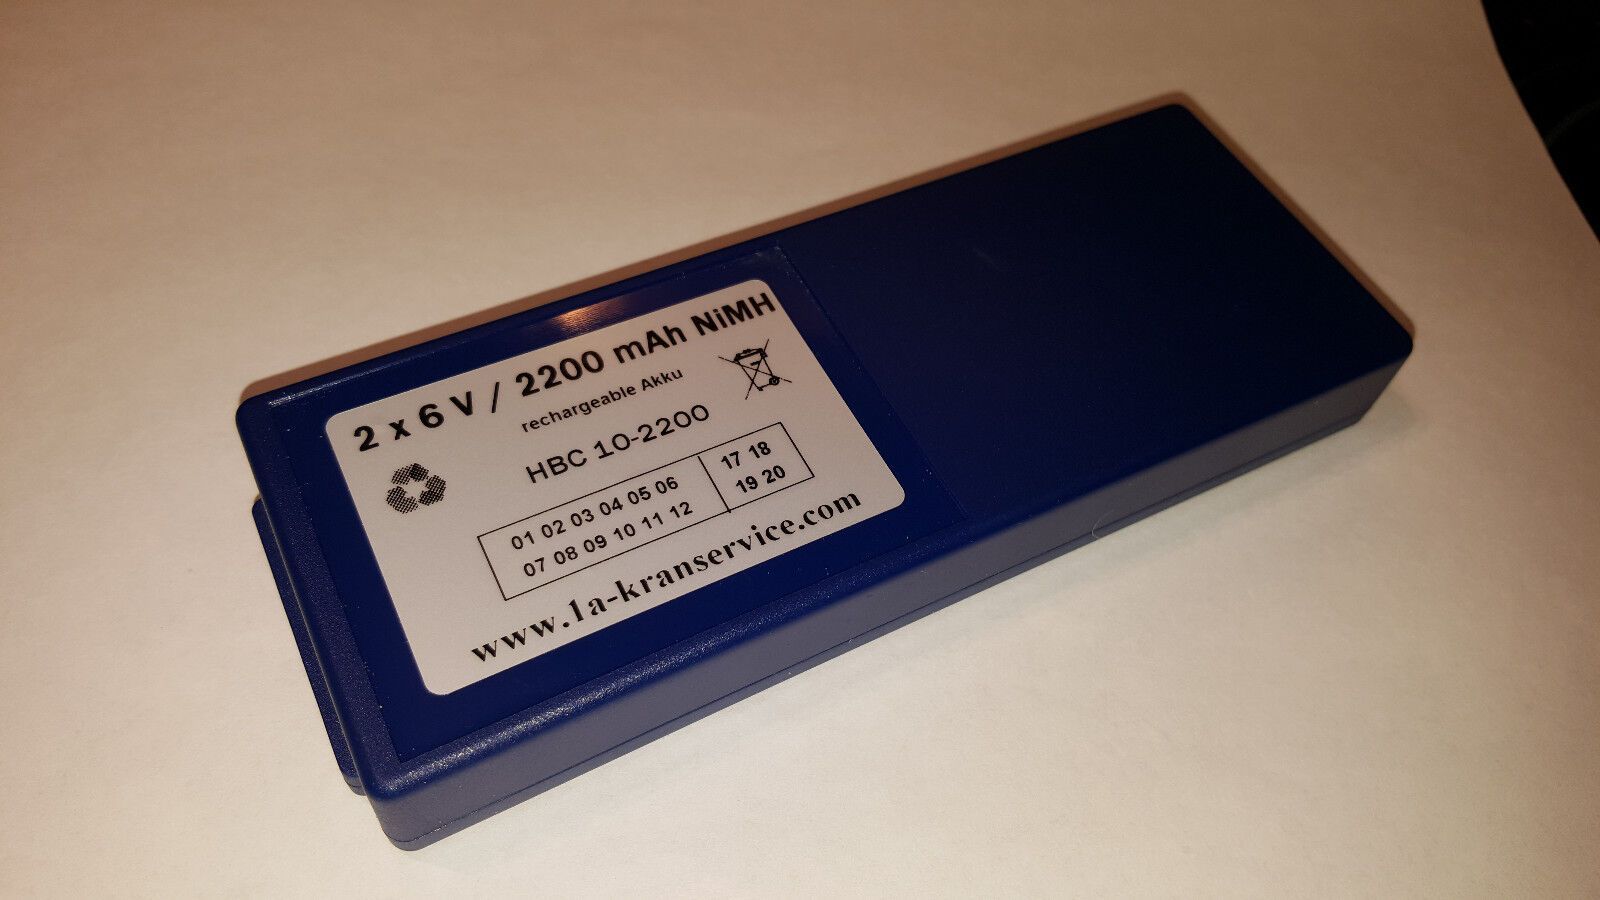 2 x 6 V / 2200 mAh NiMH
rechargeable Akku
HBC 10-2200
01 02 03 04 05 06 17 18
07 08 09 10 11 12 19 20
www.1a-kranservice.com